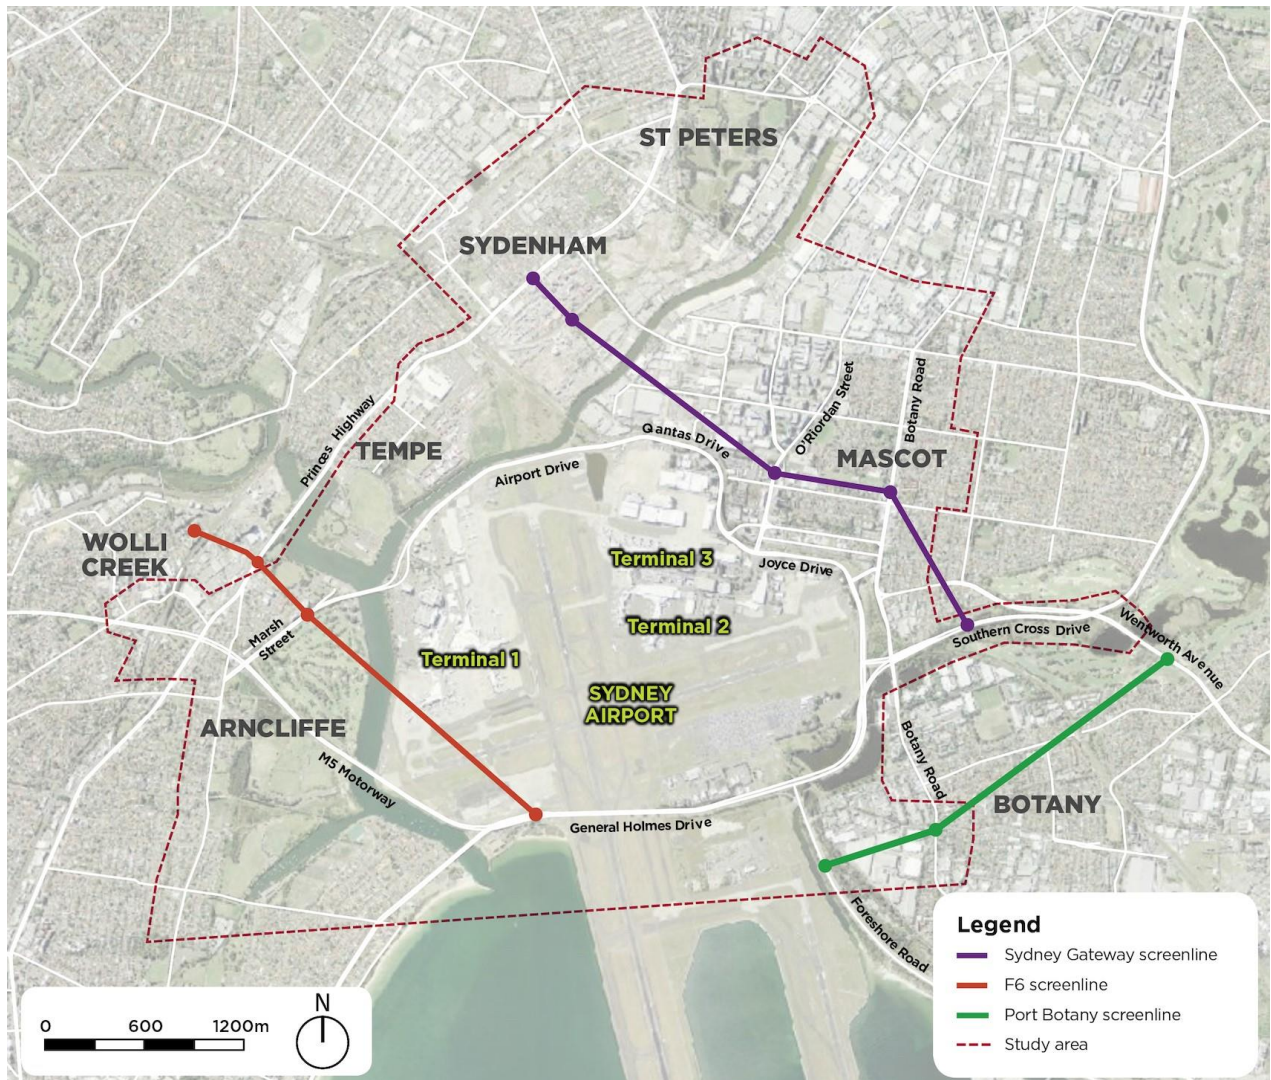 ST PETERS
SYDENHAM
O'Riordan Street
Botany Road
Qantas Drive
MASCOT
Princes Highway
TEMPE
Airport Drive
WOLLI
CREEK
Terminal 3
Joyce Drive
Terminal 2
Marsh
Street
Wentworth Avenue
Southern Cross Drive
Terminal 1
SYDNEY
AIRPORT
ARNCLIFFE
Botany Road
M5 Motorway
BOTANY
General Holmes Drive
Foreshore Road
Legend
Sydney Gateway screenline
F6 screenline
Port Botany screenline
Study area
N
0 600 1200m